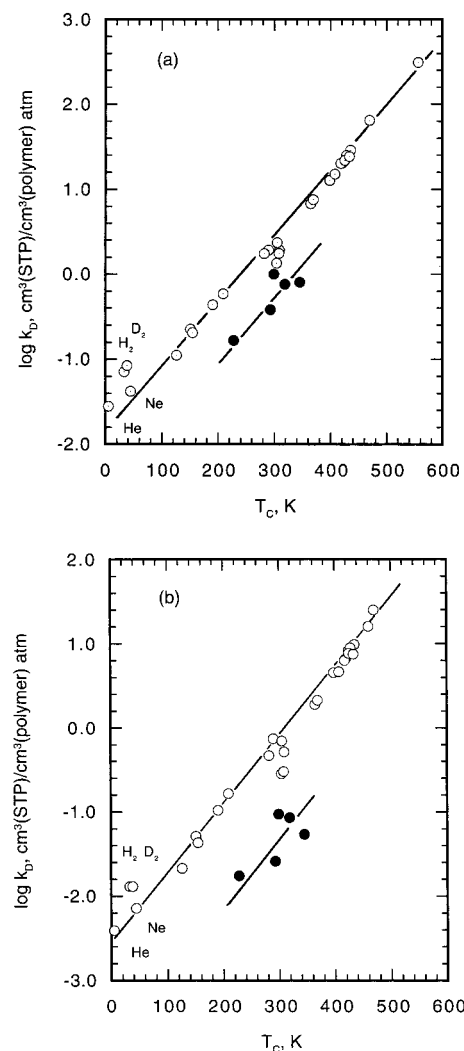 (a)
3.0
2.0
1.0
0.0
-1.0
-2.0
log k_D, cm³(STP)/cm³(polymer) atm
D₂
H₂
Ne
He
0 100 200 300 400 500 600
T_C, K
(b)
2.0
1.0
0.0
-1.0
-2.0
-3.0
log k_D, cm³(STP)/cm³(polymer) atm
H₂ D₂
Ne
He
0 100 200 300 400 500 600
T_C, K